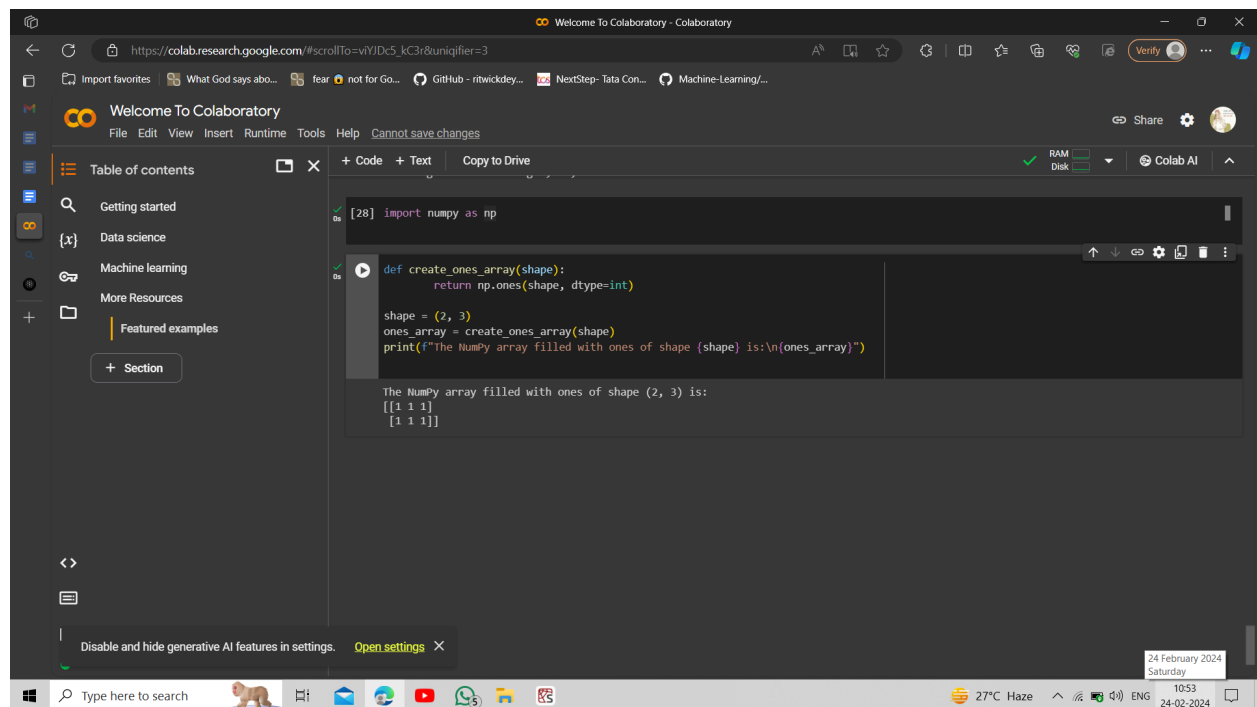 Welcome To Colaboratory - Colaboratory
https://colab.research.google.com/#scrollTo=viYJDc5_kC3r&uniqifier=3
Verify
Import favorites
What God says abo...
fear 😨 not for Go...
GitHub - ritwickdey...
NextStep- Tata Con...
Machine-Learning/...
Welcome To Colaboratory
File Edit View Insert Runtime Tools Help Cannot save changes
Share
Table of contents
+ Code + Text Copy to Drive
RAM
Disk
Colab AI
Getting started
Data science
Machine learning
More Resources
Featured examples
+ Section
0s
[28] import numpy as np
0s
def create_ones_array(shape):
        return np.ones(shape, dtype=int)
shape = (2, 3)
ones_array = create_ones_array(shape)
print(f"The NumPy array filled with ones of shape {shape} is:\n{ones_array}")
The NumPy array filled with ones of shape (2, 3) is:
[[1 1 1]
 [1 1 1]]
Disable and hide generative AI features in settings. Open settings
24 February 2024
Saturday
Type here to search
5
27°C Haze
ENG
10:53
24-02-2024